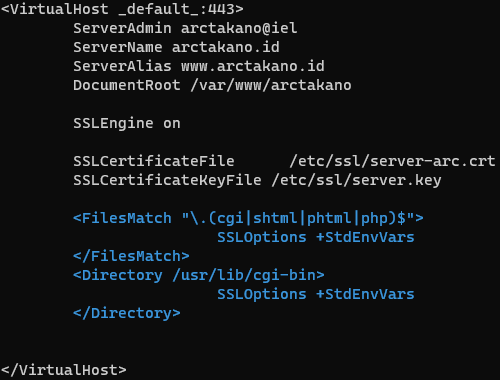 <VirtualHost _default_:443>
ServerAdmin arctakano@iel
ServerName arctakano.id
ServerAlias www.arctakano.id
DocumentRoot /var/www/arctakano
SSLEngine on
SSLCertificateFile /etc/ssl/server-arc.crt
SSLCertificateKeyFile /etc/ssl/server.key
<FilesMatch "\.(cgi|shtml|phtml|php)$">
SSLOptions +StdEnvVars
</FilesMatch>
<Directory /usr/lib/cgi-bin>
SSLOptions +StdEnvVars
</Directory>
</VirtualHost>